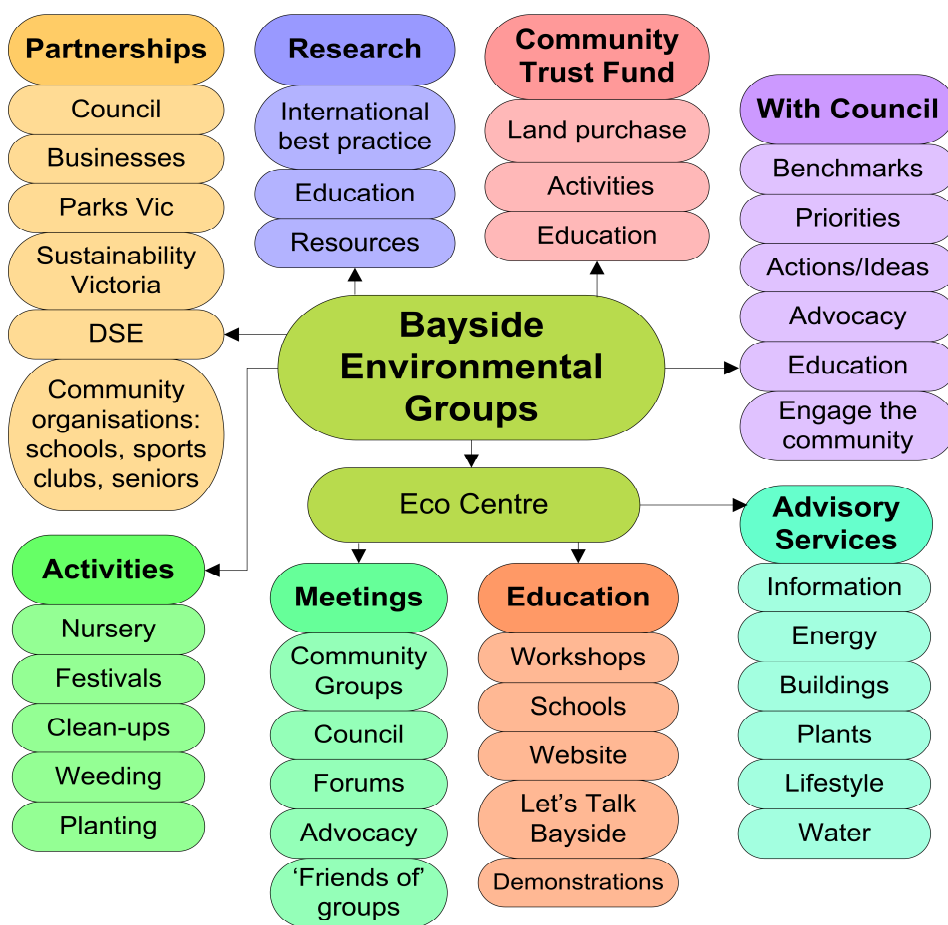 Partnerships
Council
Businesses
Parks Vic
Sustainability
Victoria
DSE
Community
organisations:
schools, sports
clubs, seniors
Research
International
best practice
Education
Resources
Community
Trust Fund
Land purchase
Activities
Education
With Council
Benchmarks
Priorities
Actions/Ideas
Advocacy
Education
Engage the
community
Bayside
Environmental
Groups
Eco Centre
Activities
Nursery
Festivals
Clean-ups
Weeding
Planting
Meetings
Community
Groups
Council
Forums
Advocacy
‘Friends of’
groups
Education
Workshops
Schools
Website
Let’s Talk
Bayside
Demonstrations
Advisory
Services
Information
Energy
Buildings
Plants
Lifestyle
Water